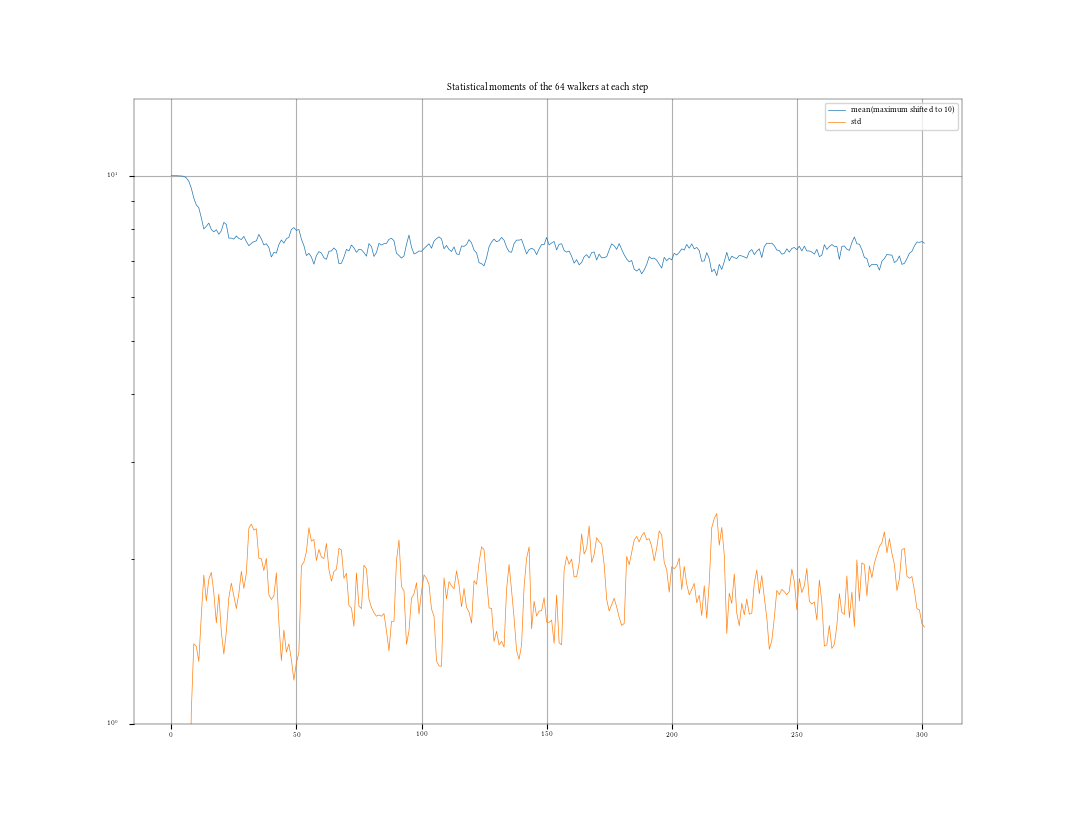 Statistical moments of the 64 walkers at each step
mean(maximum shifted to 10)
std
10¹
10⁰
0 50 100 150 200 250 300